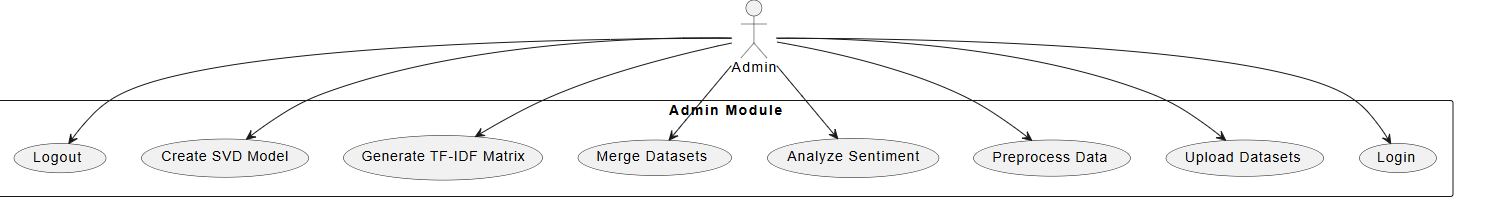 Admin
Admin Module
Logout
Create SVD Model
Generate TF-IDF Matrix
Merge Datasets
Analyze Sentiment
Preprocess Data
Upload Datasets
Login